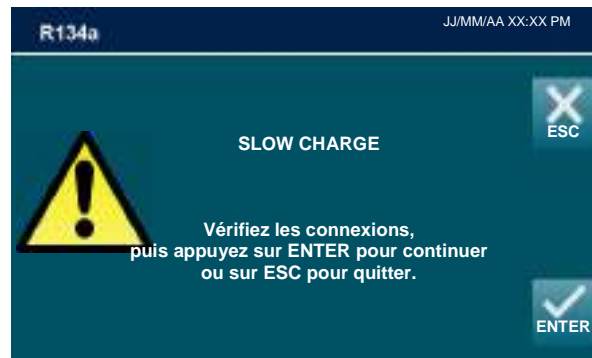 R134a
JJ/MM/AA XX:XX PM
ESC
SLOW CHARGE
Vérifiez les connexions,
puis appuyez sur ENTER pour continuer
ou sur ESC pour quitter.
ENTER